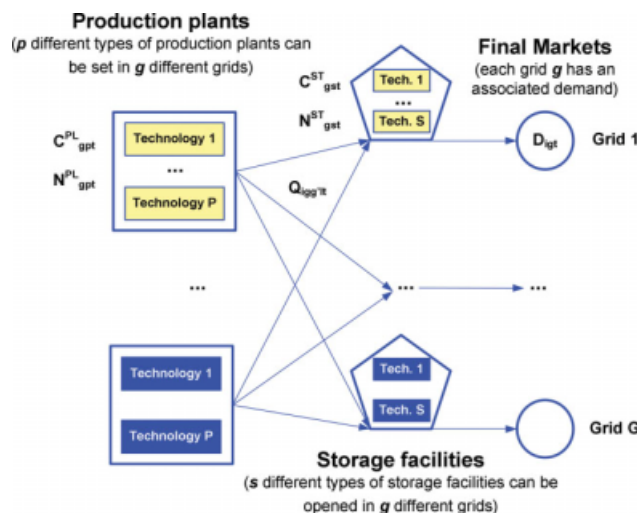 Production plants
(p different types of production plants can
be set in g different grids)
Final Markets
(each grid g has an
associated demand)
C^ST_gst
Tech. 1
...
N^ST_gst
Tech. S
C^PL_gpt
Technology 1
...
N^PL_gpt
Technology P
D_igt
Grid 1
Q_igg'lt
...
...
...
Technology 1
Technology P
Tech. 1
Tech. S
Grid G
Storage facilities
(s different types of storage facilities can be
opened in g different grids)